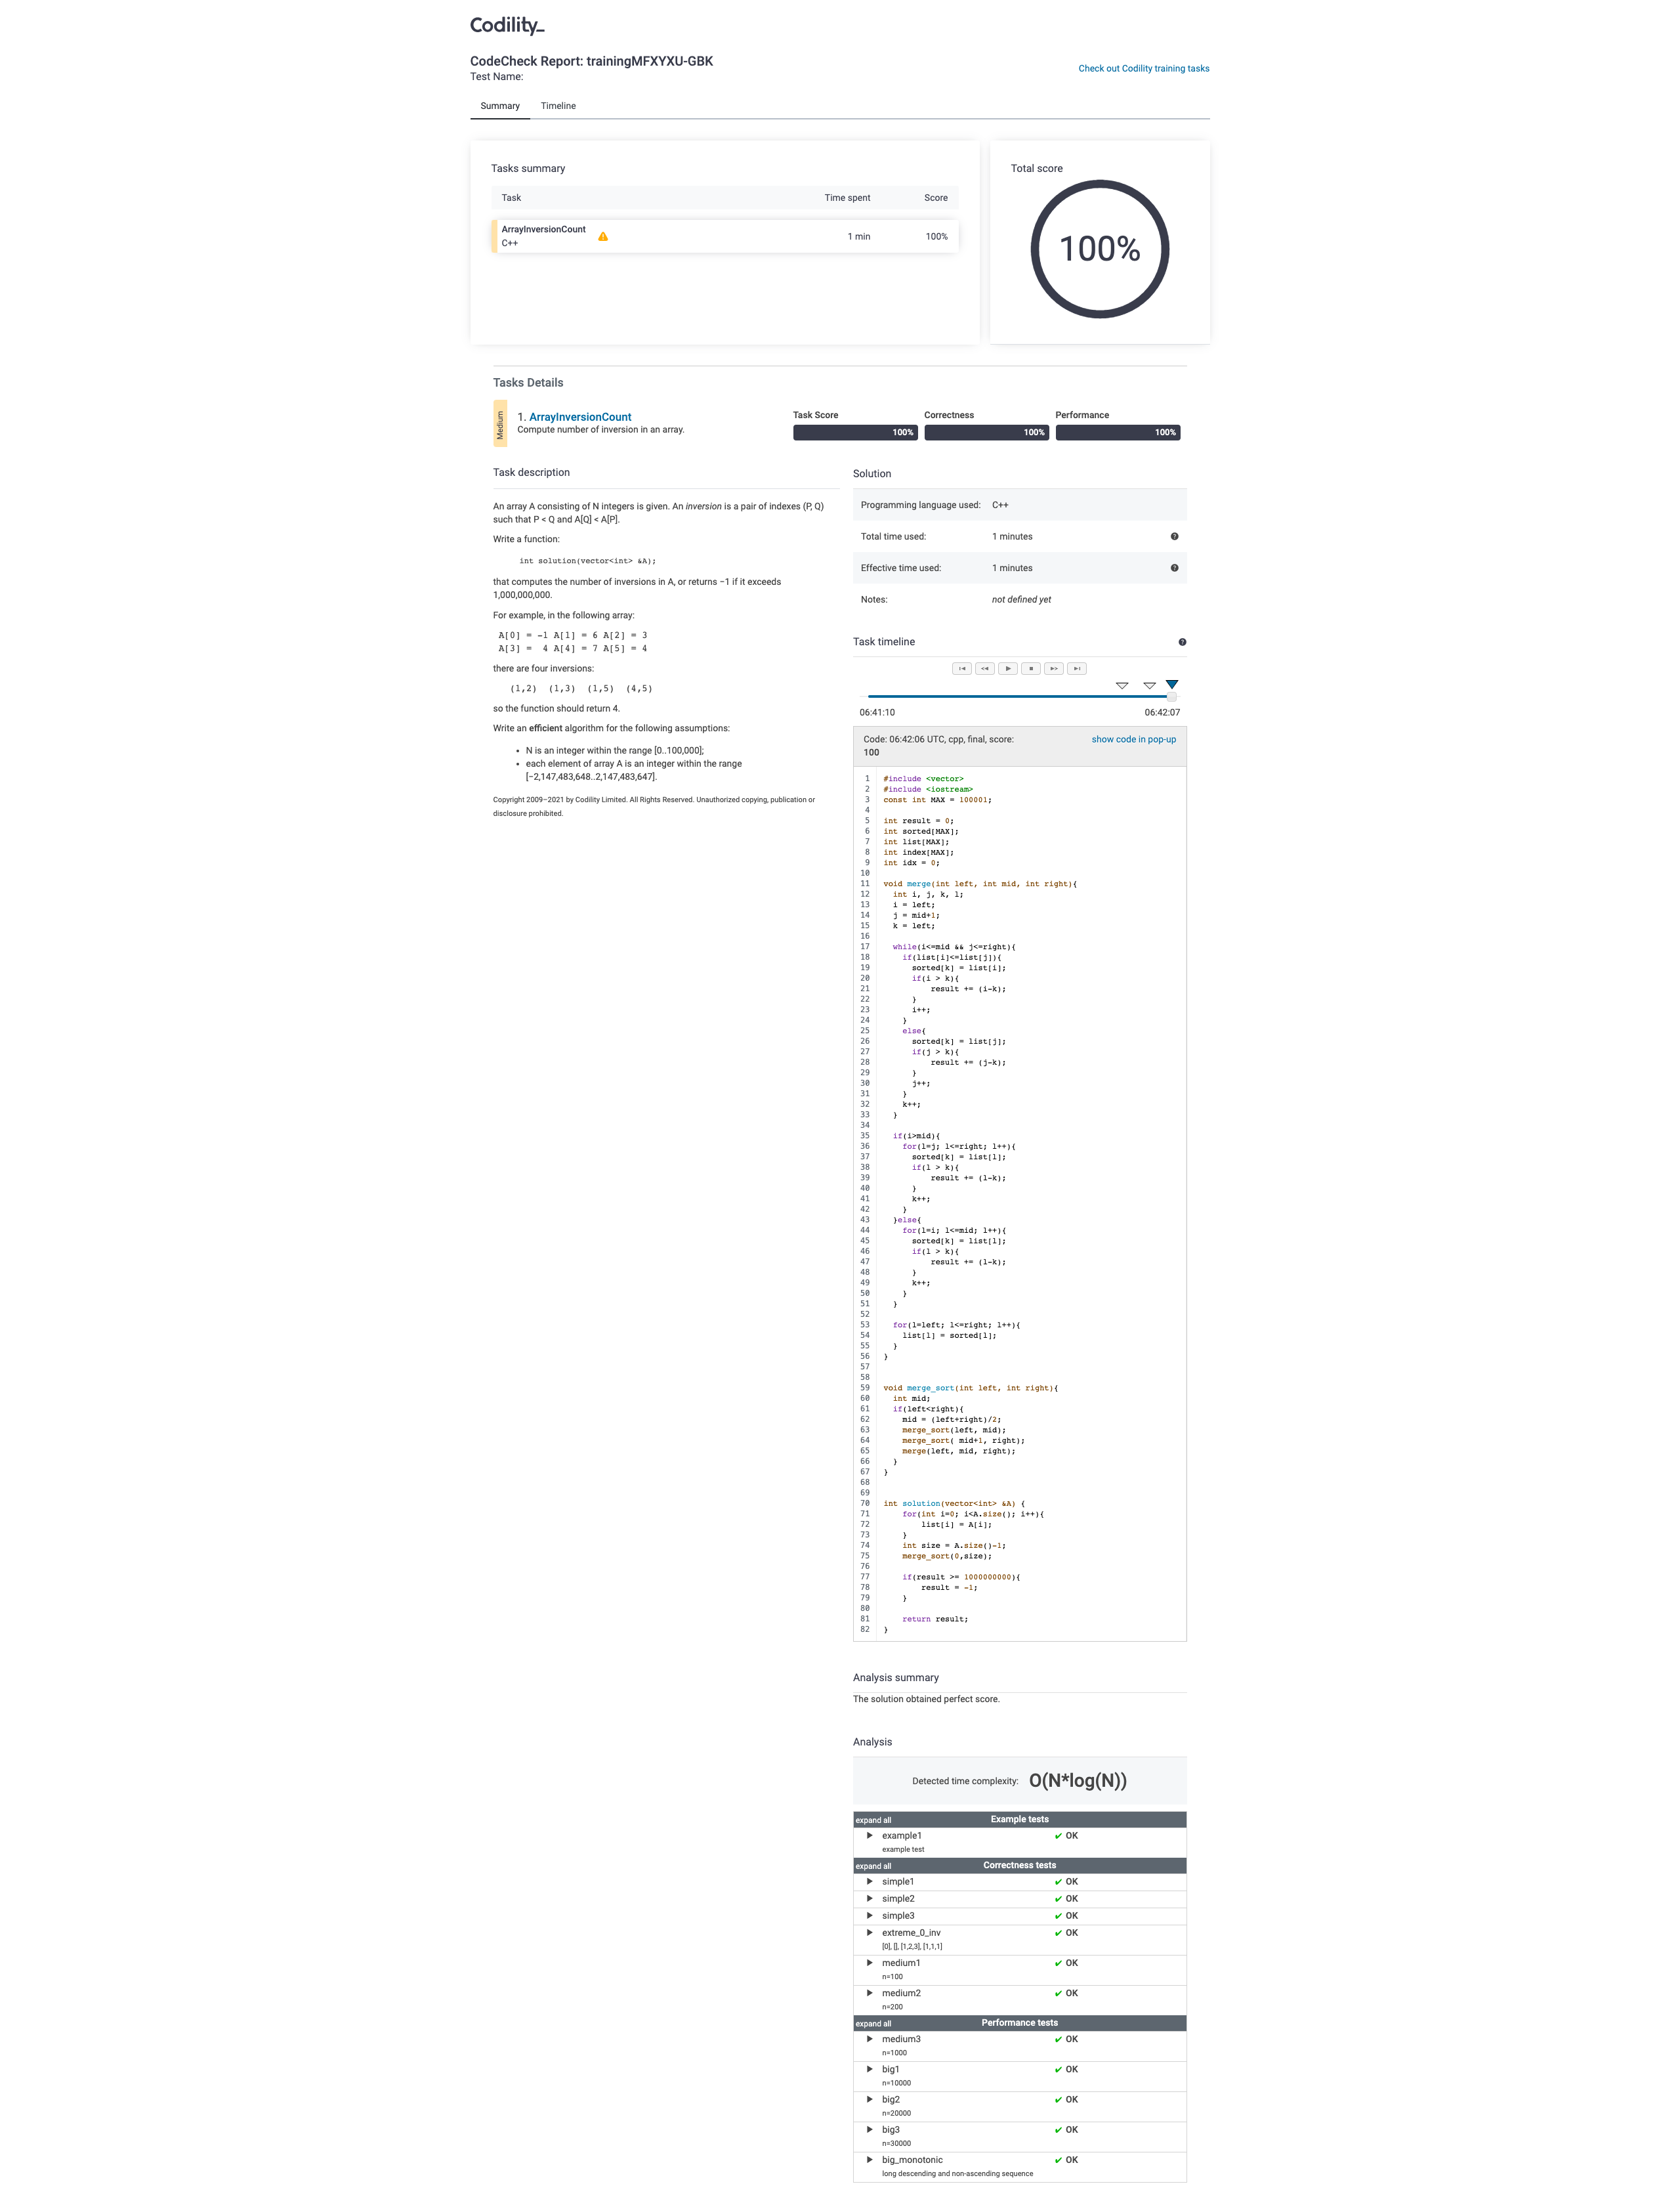 Codility_
CodeCheck Report: trainingMFXYXU-GBK
Test Name:
Check out Codility training tasks
Summary Timeline
Tasks summary
Task Time spent Score
ArrayInversionCount
C++
1 min 100%
Total score
100%
Tasks Details
Medium
1. ArrayInversionCount
Compute number of inversion in an array.
Task Score Correctness Performance
100% 100% 100%
Task description
An array A consisting of N integers is given. An inversion is a pair of indexes (P, Q)
such that P < Q and A[Q] < A[P].
Write a function:
int solution(vector<int> &A);
that computes the number of inversions in A, or returns −1 if it exceeds
1,000,000,000.
For example, in the following array:
A[0] = -1 A[1] = 6 A[2] = 3
A[3] =  4 A[4] = 7 A[5] = 4
there are four inversions:
(1,2)  (1,3)  (1,5)  (4,5)
so the function should return 4.
Write an efficient algorithm for the following assumptions:
• N is an integer within the range [0..100,000];
• each element of array A is an integer within the range
[−2,147,483,648..2,147,483,647].
Copyright 2009–2021 by Codility Limited. All Rights Reserved. Unauthorized copying, publication or
disclosure prohibited.
Solution
Programming language used: C++
Total time used: 1 minutes
Effective time used: 1 minutes
Notes: not defined yet
Task timeline
06:41:10 06:42:07
Code: 06:42:06 UTC, cpp, final, score:
100
show code in pop-up
1 #include <vector>
2 #include <iostream>
3 const int MAX = 100001;
4
5 int result = 0;
6 int sorted[MAX];
7 int list[MAX];
8 int index[MAX];
9 int idx = 0;
10
11 void merge(int left, int mid, int right){
12   int i, j, k, l;
13   i = left;
14   j = mid+1;
15   k = left;
16
17   while(i<=mid && j<=right){
18     if(list[i]<=list[j]){
19       sorted[k] = list[i];
20       if(i > k){
21           result += (i-k);
22       }
23       i++;
24     }
25     else{
26       sorted[k] = list[j];
27       if(j > k){
28           result += (j-k);
29       }
30       j++;
31     }
32     k++;
33   }
34
35   if(i>mid){
36     for(l=j; l<=right; l++){
37       sorted[k] = list[l];
38       if(l > k){
39           result += (l-k);
40       }
41       k++;
42     }
43   }else{
44     for(l=i; l<=mid; l++){
45       sorted[k] = list[l];
46       if(l > k){
47           result += (l-k);
48       }
49       k++;
50     }
51   }
52
53   for(l=left; l<=right; l++){
54     list[l] = sorted[l];
55   }
56 }
57
58
59 void merge_sort(int left, int right){
60   int mid;
61   if(left<right){
62     mid = (left+right)/2;
63     merge_sort(left, mid);
64     merge_sort( mid+1, right);
65     merge(left, mid, right);
66   }
67 }
68
69
70 int solution(vector<int> &A) {
71     for(int i=0; i<A.size(); i++){
72         list[i] = A[i];
73     }
74     int size = A.size()-1;
75     merge_sort(0,size);
76
77     if(result >= 1000000000){
78         result = -1;
79     }
80
81     return result;
82 }
Analysis summary
The solution obtained perfect score.
Analysis
Detected time complexity: O(N*log(N))
expand all Example tests
example1 ✔ OK
example test
expand all Correctness tests
simple1 ✔ OK
simple2 ✔ OK
simple3 ✔ OK
extreme_0_inv ✔ OK
[0], [], [1,2,3], [1,1,1]
medium1 ✔ OK
n=100
medium2 ✔ OK
n=200
expand all Performance tests
medium3 ✔ OK
n=1000
big1 ✔ OK
n=10000
big2 ✔ OK
n=20000
big3 ✔ OK
n=30000
big_monotonic ✔ OK
long descending and non-ascending sequence